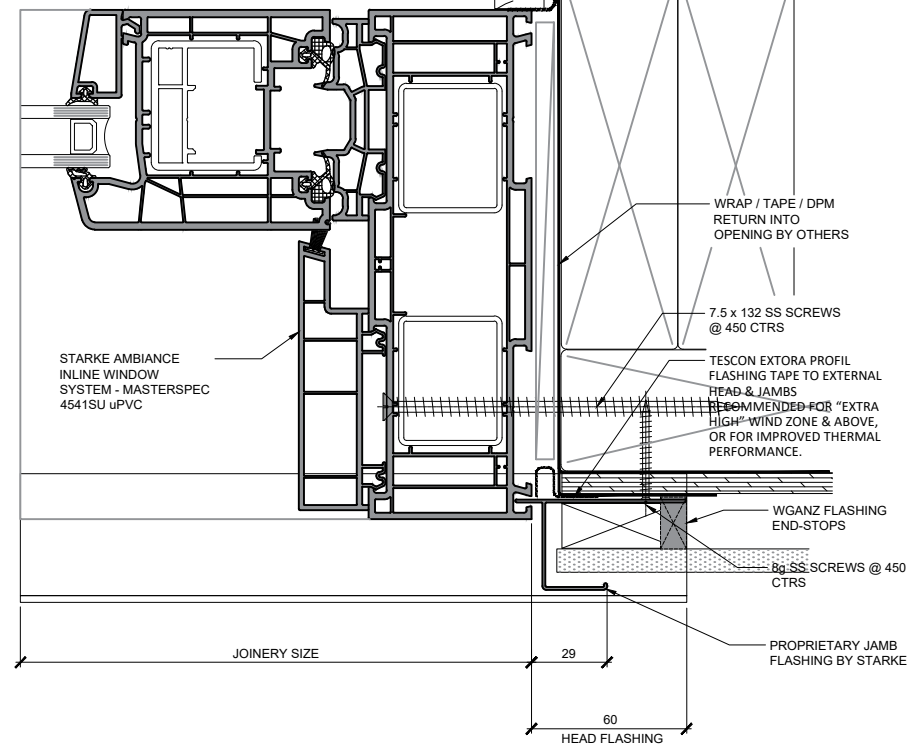 WRAP / TAPE / DPM
RETURN INTO
OPENING BY OTHERS
7.5 x 132 SS SCREWS
@ 450 CTRS
STARKE AMBIANCE
INLINE WINDOW
SYSTEM - MASTERSPEC
4541SU uPVC
TESCON EXTORA PROFIL
FLASHING TAPE TO EXTERNAL
HEAD & JAMBS
RECOMMENDED FOR “EXTRA
HIGH” WIND ZONE & ABOVE,
OR FOR IMPROVED THERMAL
PERFORMANCE.
WGANZ FLASHING
END-STOPS
8g SS SCREWS @ 450
CTRS
PROPRIETARY JAMB
FLASHING BY STARKE
JOINERY SIZE
29
60
HEAD FLASHING